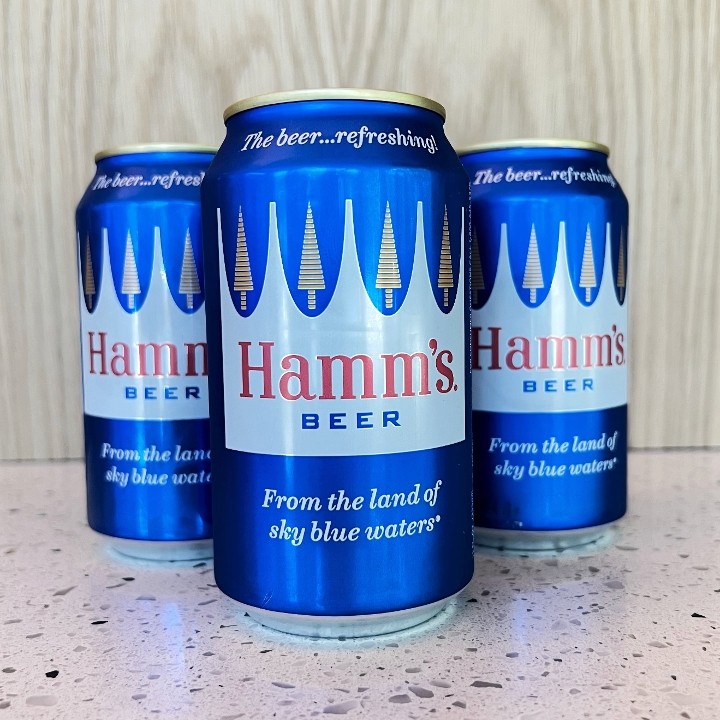 The beer...refreshing!
Hamm's
BEER
From the land of
sky blue waters
The beer...refres
Hamm
BEER
From the lan
sky blue wate
The beer...refreshing!
Hamm's
BEER
From the land of
sky blue waters